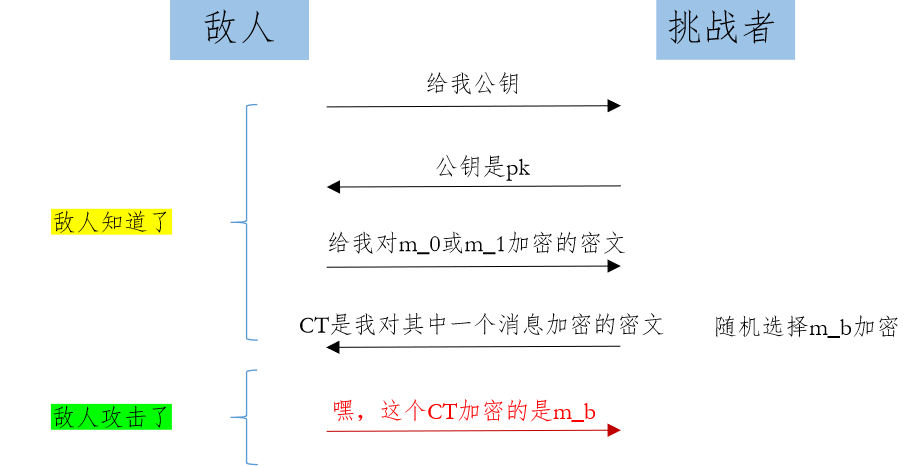 敌人
挑战者
给我公钥
公钥是pk
敌人知道了
给我对m_0或m_1加密的密文
CT是我对其中一个消息加密的密文
随机选择m_b加密
敌人攻击了
嘿，这个CT加密的是m_b